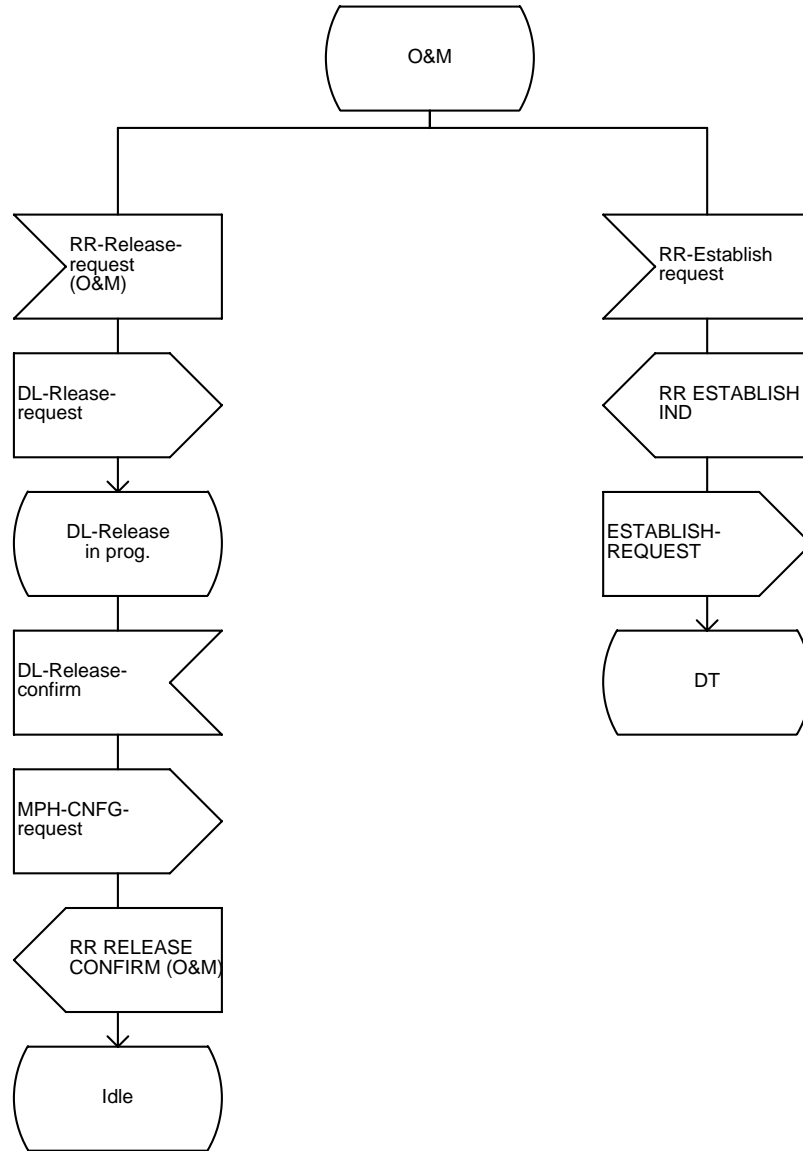 O&M
RR-Release-
request
(O&M)
DL-Rlease-
request
DL-Release
in prog.
DL-Release-
confirm
MPH-CNFG-
request
RR RELEASE
CONFIRM (O&M)
Idle
RR-Establish
request
RR ESTABLISH
IND
ESTABLISH-
REQUEST
DT